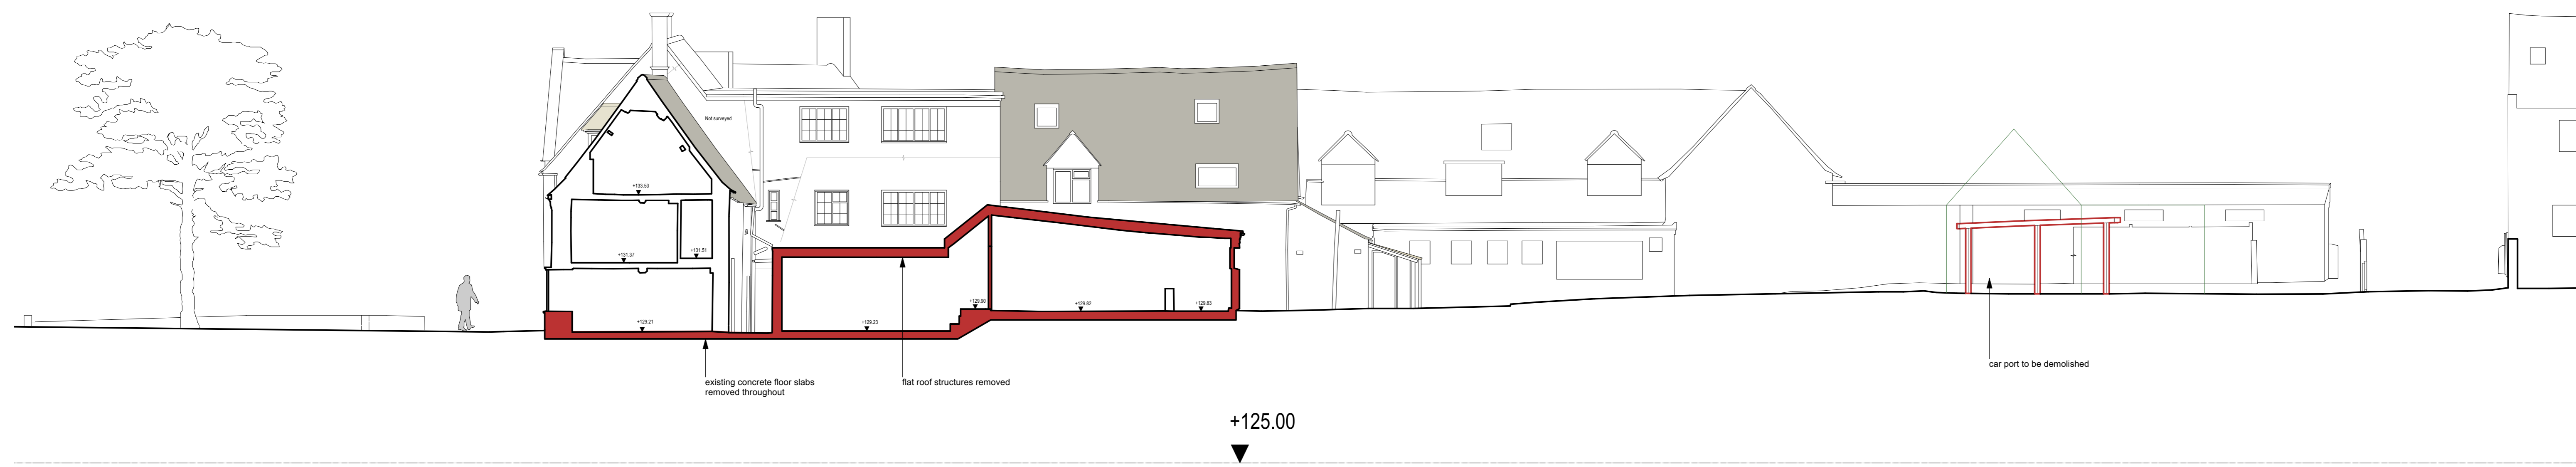 Not surveyed
+133.53
+131.51
+131.37
+129.21
+129.23
+129.90
+129.82
+129.83
existing concrete floor slabs
removed throughout
flat roof structures removed
car port to be demolished
+125.00